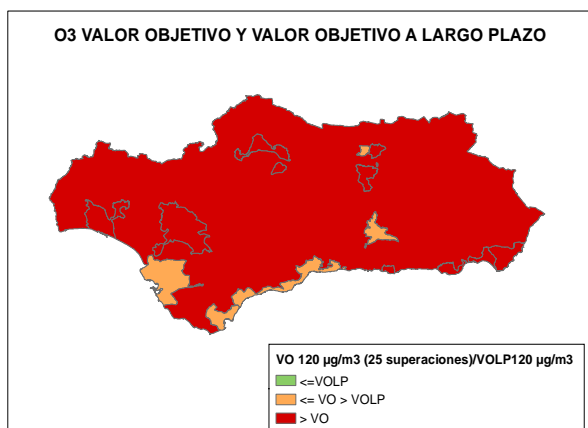 O3 VALOR OBJETIVO Y VALOR OBJETIVO A LARGO PLAZO
VO 120 µg/m3 (25 superaciones)/VOLP120 µg/m3
<=VOLP
<= VO > VOLP
> VO